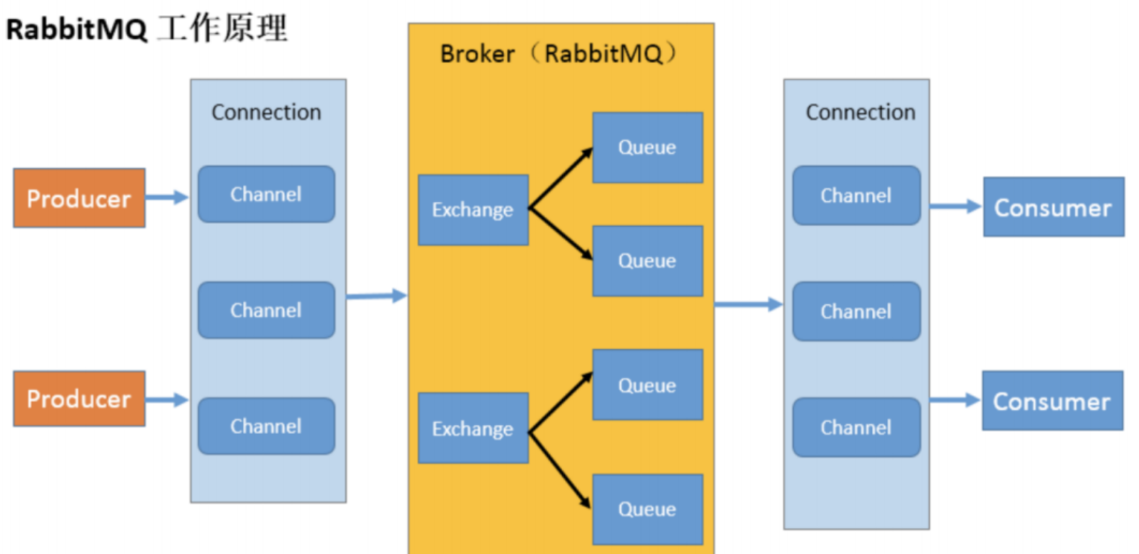 RabbitMQ 工作原理
Broker（RabbitMQ）
Connection
Channel
Channel
Channel
Producer
Producer
Exchange
Queue
Queue
Exchange
Queue
Queue
Connection
Channel
Channel
Channel
Consumer
Consumer